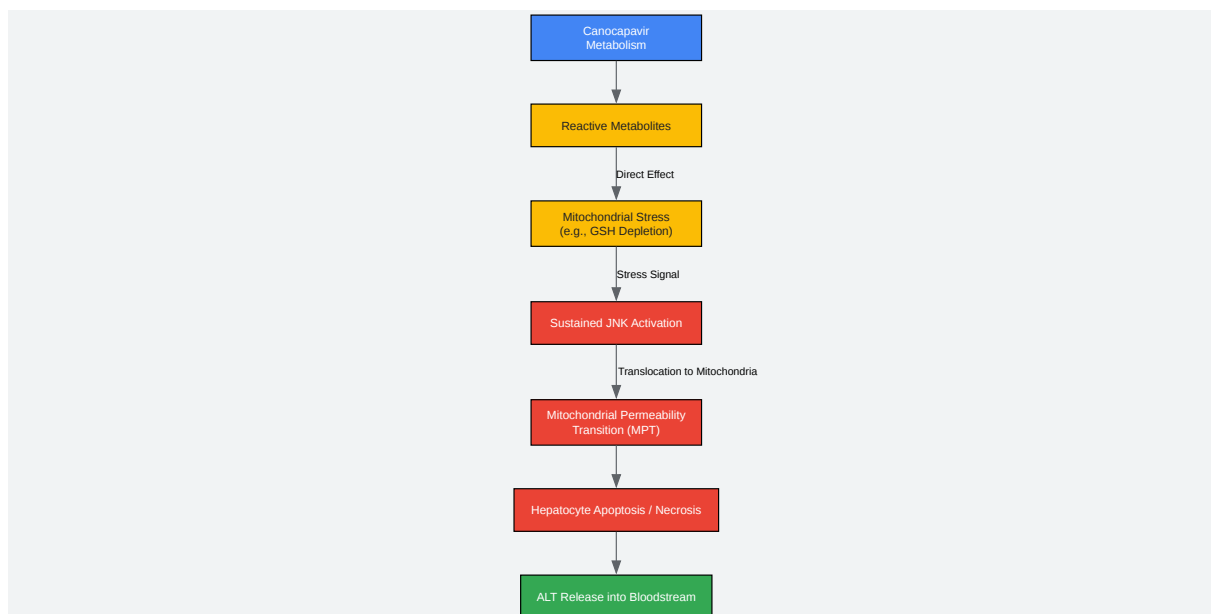 Canocapavir
Metabolism
Reactive Metabolites
Direct Effect
Mitochondrial Stress
(e.g., GSH Depletion)
Stress Signal
Sustained JNK Activation
Translocation to Mitochondria
Mitochondrial Permeability
Transition (MPT)
Hepatocyte Apoptosis / Necrosis
ALT Release into Bloodstream